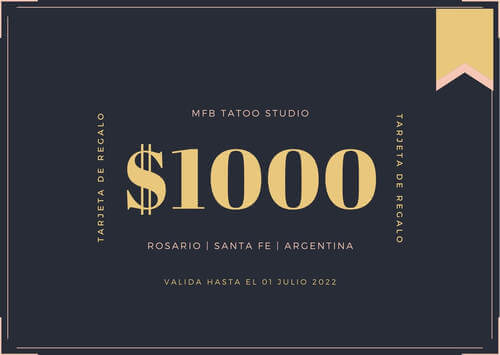 MFB TATOO STUDIO
TARJETA DE REGALO
$1000
TARJETA DE REGALO
ROSARIO | SANTA FE | ARGENTINA
VALIDA HASTA EL 01 JULIO 2022